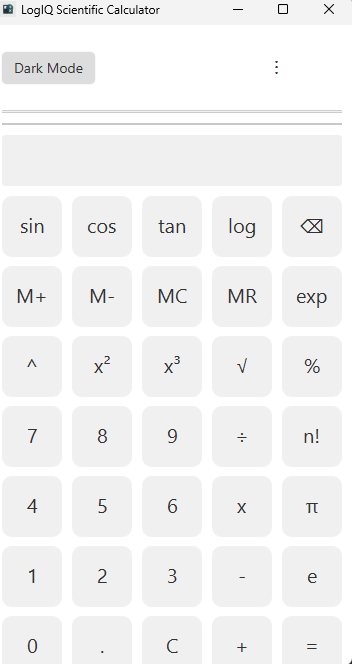 LogIQ Scientific Calculator
Dark Mode
sin cos tan log ⌫
M+ M- MC MR exp
^ x² x³ √ %
7 8 9 ÷ n!
4 5 6 x π
1 2 3 - e
0 . C + =